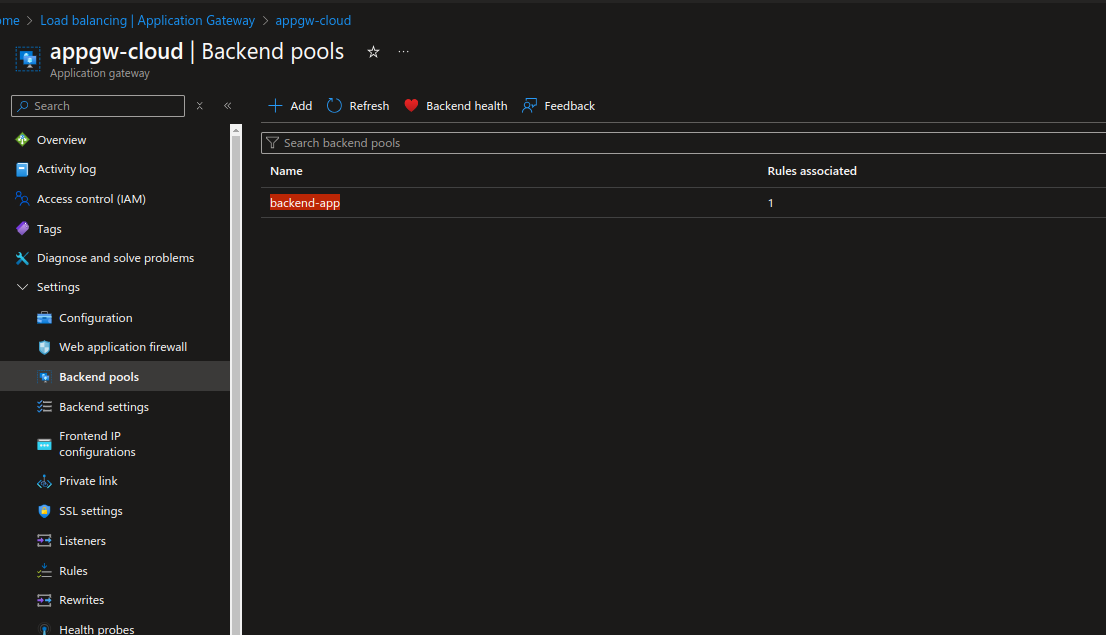 ome > Load balancing | Application Gateway > appgw-cloud
appgw-cloud | Backend pools
Application gateway
Search
Add Refresh Backend health Feedback
Overview
Activity log
Access control (IAM)
Tags
Diagnose and solve problems
Settings
Configuration
Web application firewall
Backend pools
Backend settings
Frontend IP
configurations
Private link
SSL settings
Listeners
Rules
Rewrites
Health probes
Search backend pools
Name Rules associated
backend-app 1